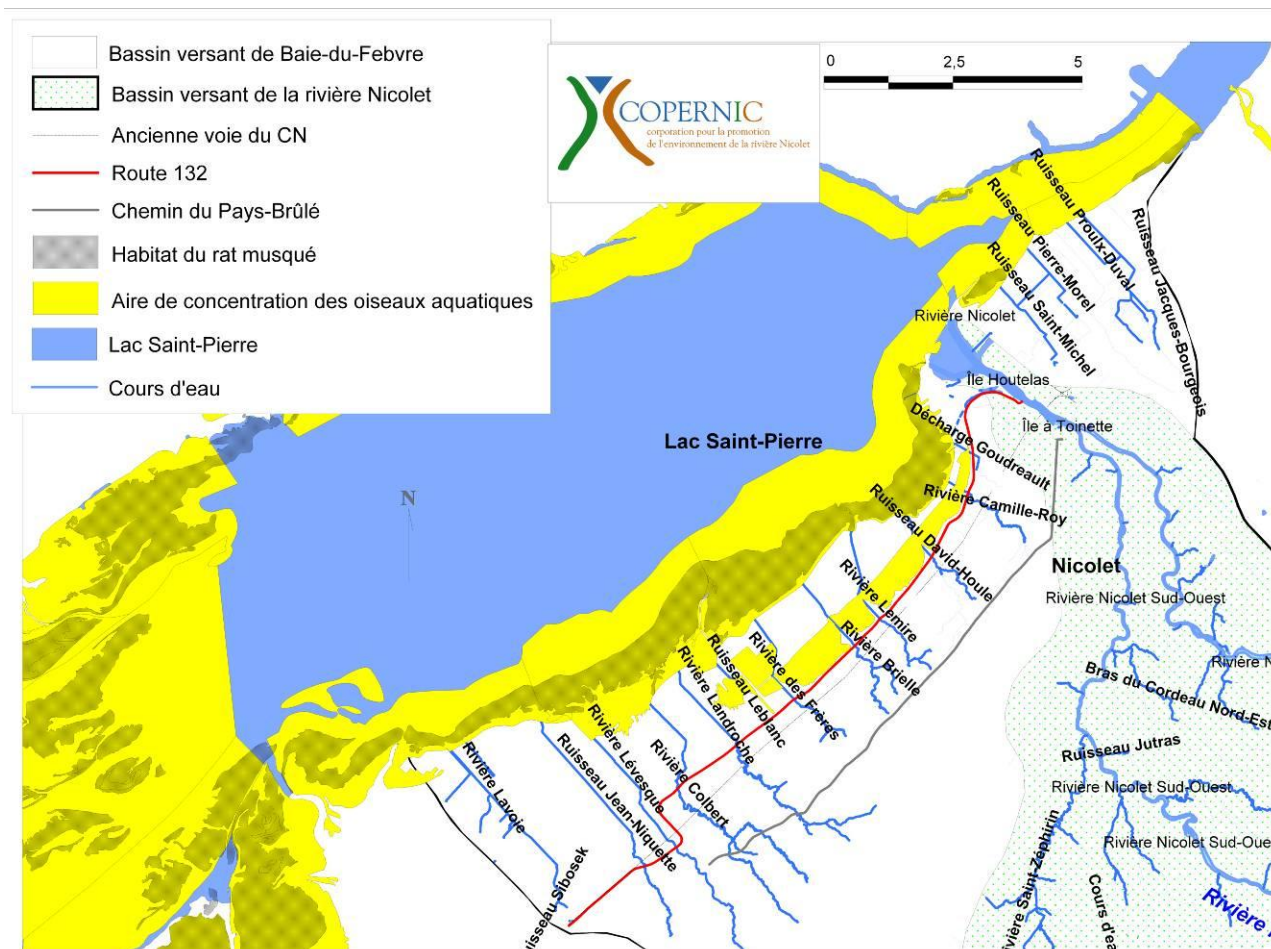 Bassin versant de Baie-du-Febvre
Bassin versant de la rivière Nicolet
Ancienne voie du CN
Route 132
Chemin du Pays-Brûlé
Habitat du rat musqué
Aire de concentration des oiseaux aquatiques
Lac Saint-Pierre
Cours d'eau
COPERNIC
corporation pour la promotion
de l'environnement de la rivière Nicolet
0 2,5 5
Ruisseau Proulx-Duval
Ruisseau Pierre-Morel
Ruisseau Jacques-Bourgeois
Ruisseau Saint-Michel
Rivière Nicolet
Île Houtelas
Île à Toinette
Décharge Goudreault
Lac Saint-Pierre
Rivière Camille-Roy
Ruisseau David-Houle
N
Nicolet
Rivière Nicolet Sud-Ouest
Rivière Lemire
Rivière Brielle
Rivière des Frères
Ruisseau Leblanc
Rivière Landroche
Rivière N
Bras du Cordeau Nord-Est
Rivière Lévesque
Rivière Colbert
Ruisseau Jean-Niquette
Rivière Lavoie
Ruisseau Jutras
Rivière Nicolet Sud-Ouest
Rivière Nicolet Sud-Oue
uisseau Sibosek
ivière Saint-Zéphirin
Cours d'ea
Rivière